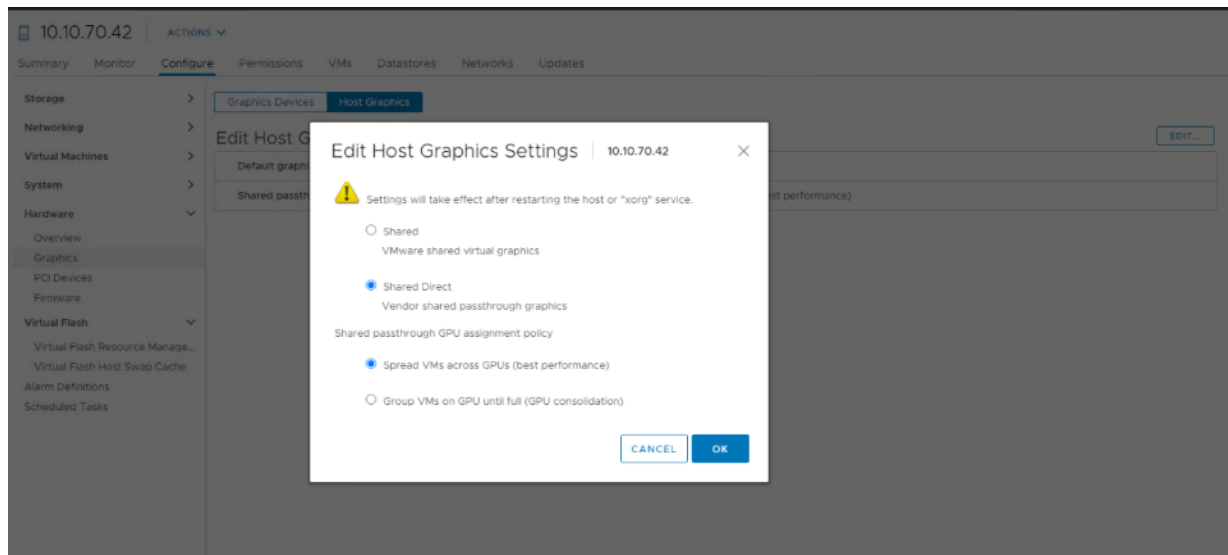 10.10.70.42 ACTIONS
Summary Monitor Configure Permissions VMs Datastores Networks Updates
Storage
Networking
Virtual Machines
System
Hardware
Overview
Graphics
PCI Devices
Firmware
Virtual Flash
Virtual Flash Resource Manage...
Virtual Flash Host Swap Cache
Alarm Definitions
Scheduled Tasks
Graphics Devices Host Graphics
Edit Host G
EDIT...
Default graphi
Shared passth
est performance)
Edit Host Graphics Settings 10.10.70.42
Settings will take effect after restarting the host or "xorg" service.
Shared
VMware shared virtual graphics
Shared Direct
Vendor shared passthrough graphics
Shared passthrough GPU assignment policy
Spread VMs across GPUs (best performance)
Group VMs on GPU until full (GPU consolidation)
CANCEL OK